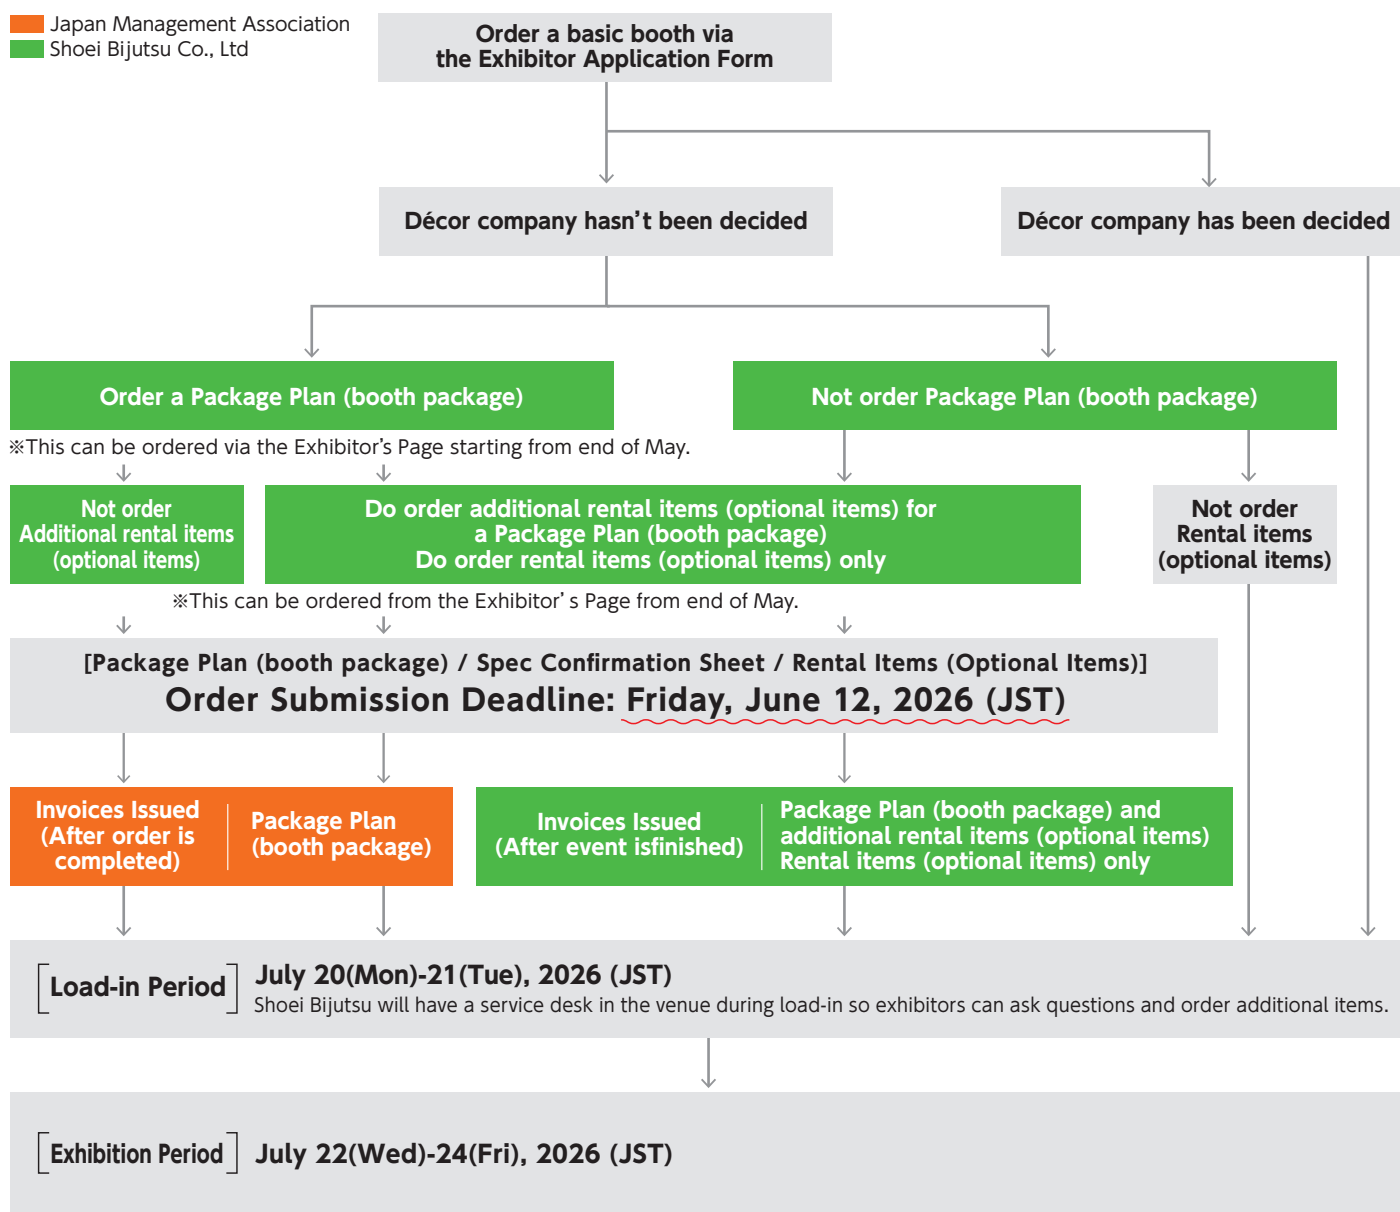 Japan Management Association
Shoei Bijutsu Co., Ltd
Order a basic booth via
the Exhibitor Application Form
Décor company hasn't been decided
Décor company has been decided
Order a Package Plan (booth package)
Not order Package Plan (booth package)
※This can be ordered via the Exhibitor's Page starting from end of May.
Not order
Additional rental items
(optional items)
Do order additional rental items (optional items) for
a Package Plan (booth package)
Do order rental items (optional items) only
Not order
Rental items
(optional items)
※This can be ordered from the Exhibitor' s Page from end of May.
[Package Plan (booth package) / Spec Confirmation Sheet / Rental Items (Optional Items)]
Order Submission Deadline: Friday, June 12, 2026 (JST)
Invoices Issued
(After order is
completed)
Package Plan
(booth package)
Invoices Issued
(After event isfinished)
Package Plan (booth package) and
additional rental items (optional items)
Rental items (optional items) only
[Load-in Period]
July 20(Mon)-21(Tue), 2026 (JST)
Shoei Bijutsu will have a service desk in the venue during load-in so exhibitors can ask questions and order additional items.
[Exhibition Period]
July 22(Wed)-24(Fri), 2026 (JST)